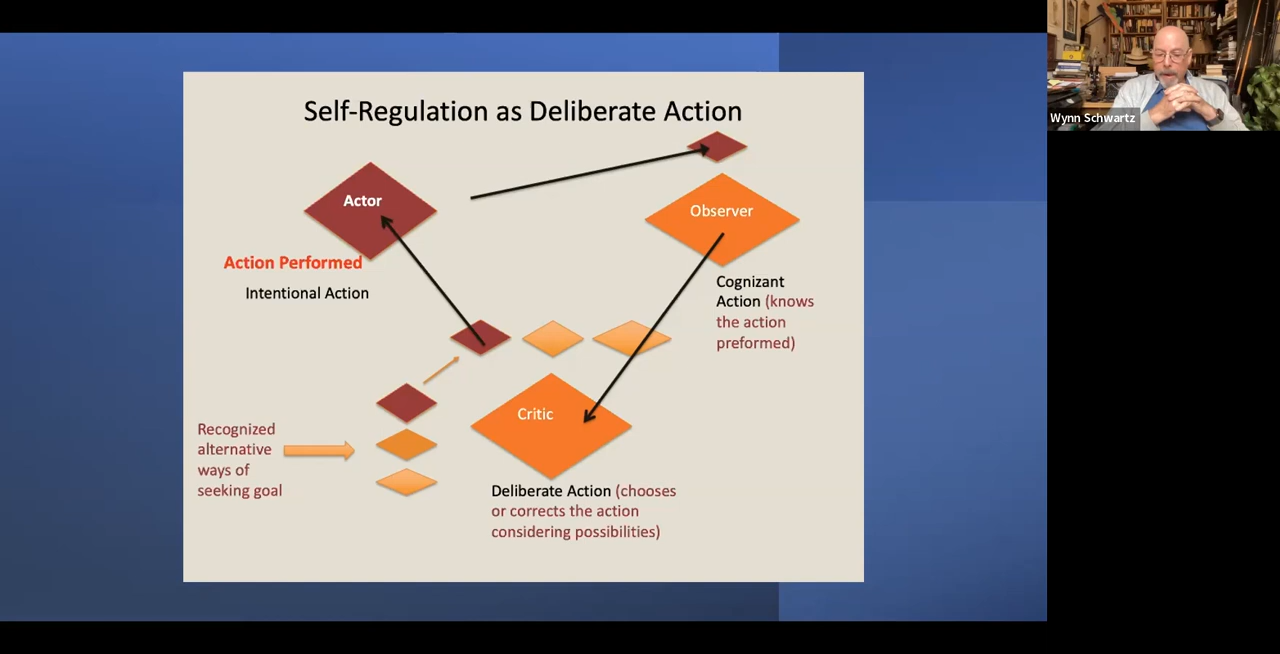 Self-Regulation as Deliberate Action
Actor
Observer
Action Performed
Intentional Action
Cognizant
Action (knows
the action
preformed)
Critic
Recognized
alternative
ways of
seeking goal
Deliberate Action (chooses
or corrects the action
considering possibilities)
Wynn Schwartz